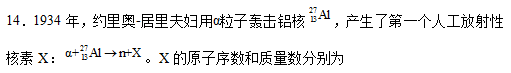 14．1934 年，约里奥-居里夫妇用α粒子轰击铝核 ²⁷₁₃Al，产生了第一个人工放射性
核素 X：α+²⁷₁₃Al→n+X。X 的原子序数和质量数分别为